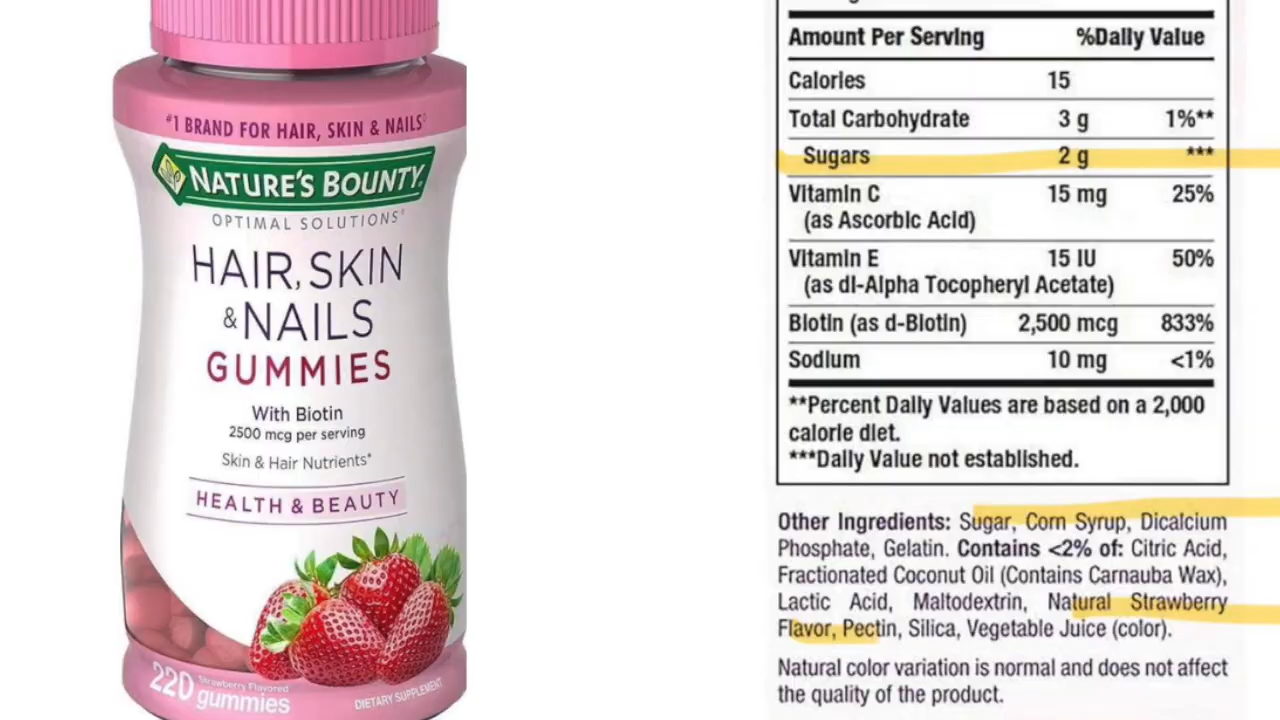 #1 BRAND FOR HAIR, SKIN & NAILS◊
NATURE'S BOUNTY®
OPTIMAL SOLUTIONS®
HAIR, SKIN
& NAILS
GUMMIES
With Biotin
2500 mcg per serving
Skin & Hair Nutrients*
HEALTH & BEAUTY
220 Strawberry Flavored
gummies
DIETARY SUPPLEMENT
Amount Per Serving %Daily Value
Calories 15
Total Carbohydrate 3 g 1%**
Sugars 2 g ***
Vitamin C 15 mg 25%
(as Ascorbic Acid)
Vitamin E 15 IU 50%
(as dl-Alpha Tocopheryl Acetate)
Biotin (as d-Biotin) 2,500 mcg 833%
Sodium 10 mg <1%
**Percent Daily Values are based on a 2,000
calorie diet.
***Daily Value not established.
Other Ingredients: Sugar, Corn Syrup, Dicalcium
Phosphate, Gelatin. Contains <2% of: Citric Acid,
Fractionated Coconut Oil (Contains Carnauba Wax),
Lactic Acid, Maltodextrin, Natural Strawberry
Flavor, Pectin, Silica, Vegetable Juice (color).
Natural color variation is normal and does not affect
the quality of the product.